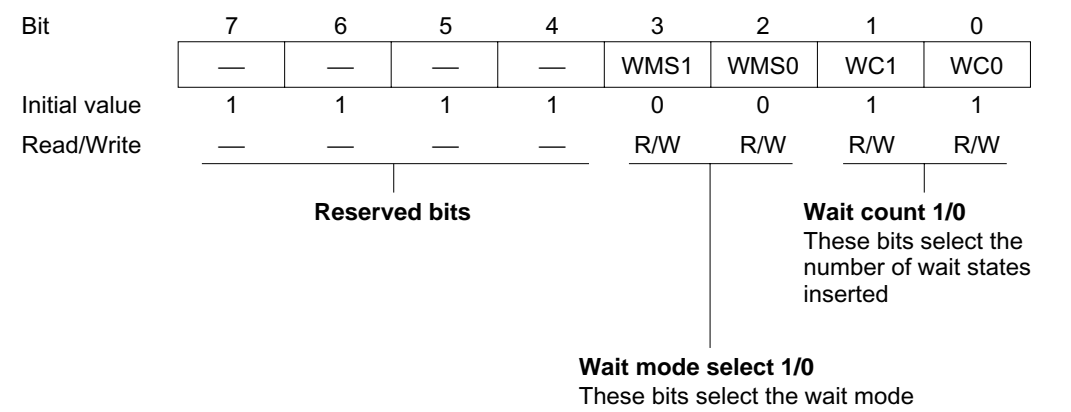 Bit 7 6 5 4 3 2 1 0
— — — — WMS1 WMS0 WC1 WC0
Initial value 1 1 1 1 0 0 1 1
Read/Write — — — — R/W R/W R/W R/W
Reserved bits
Wait count 1/0
These bits select the
number of wait states
inserted
Wait mode select 1/0
These bits select the wait mode